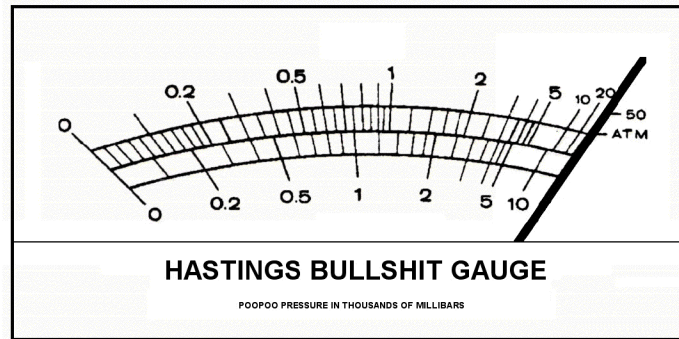 0 0.2 0.5 1 2 5 10 20 50 ATM
0 0.2 0.5 1 2 5 10
HASTINGS BULLSHIT GAUGE
POOPOO PRESSURE IN THOUSANDS OF MILLIBARS